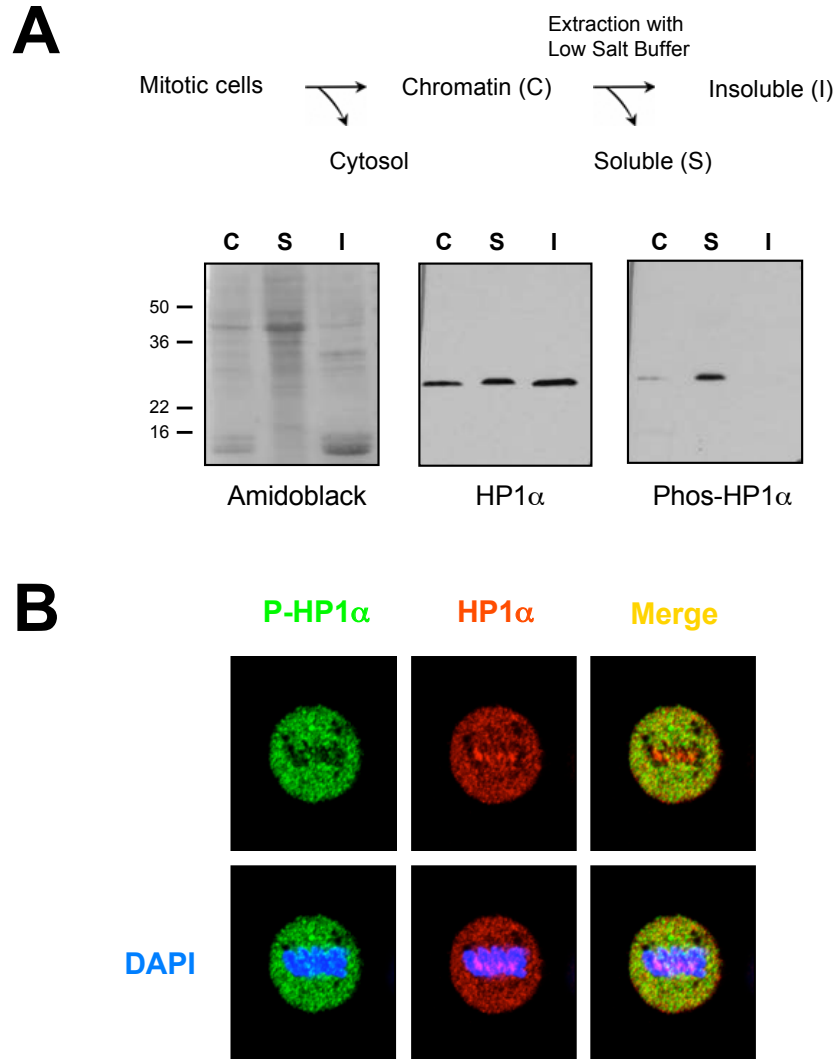 A
Extraction with
Low Salt Buffer
Mitotic cells
Chromatin (C)
Insoluble (I)
Cytosol
Soluble (S)
C S I
C S I
C S I
50
36
22
16
Amidoblack
HP1α
Phos-HP1α
B
P-HP1α
HP1α
Merge
DAPI